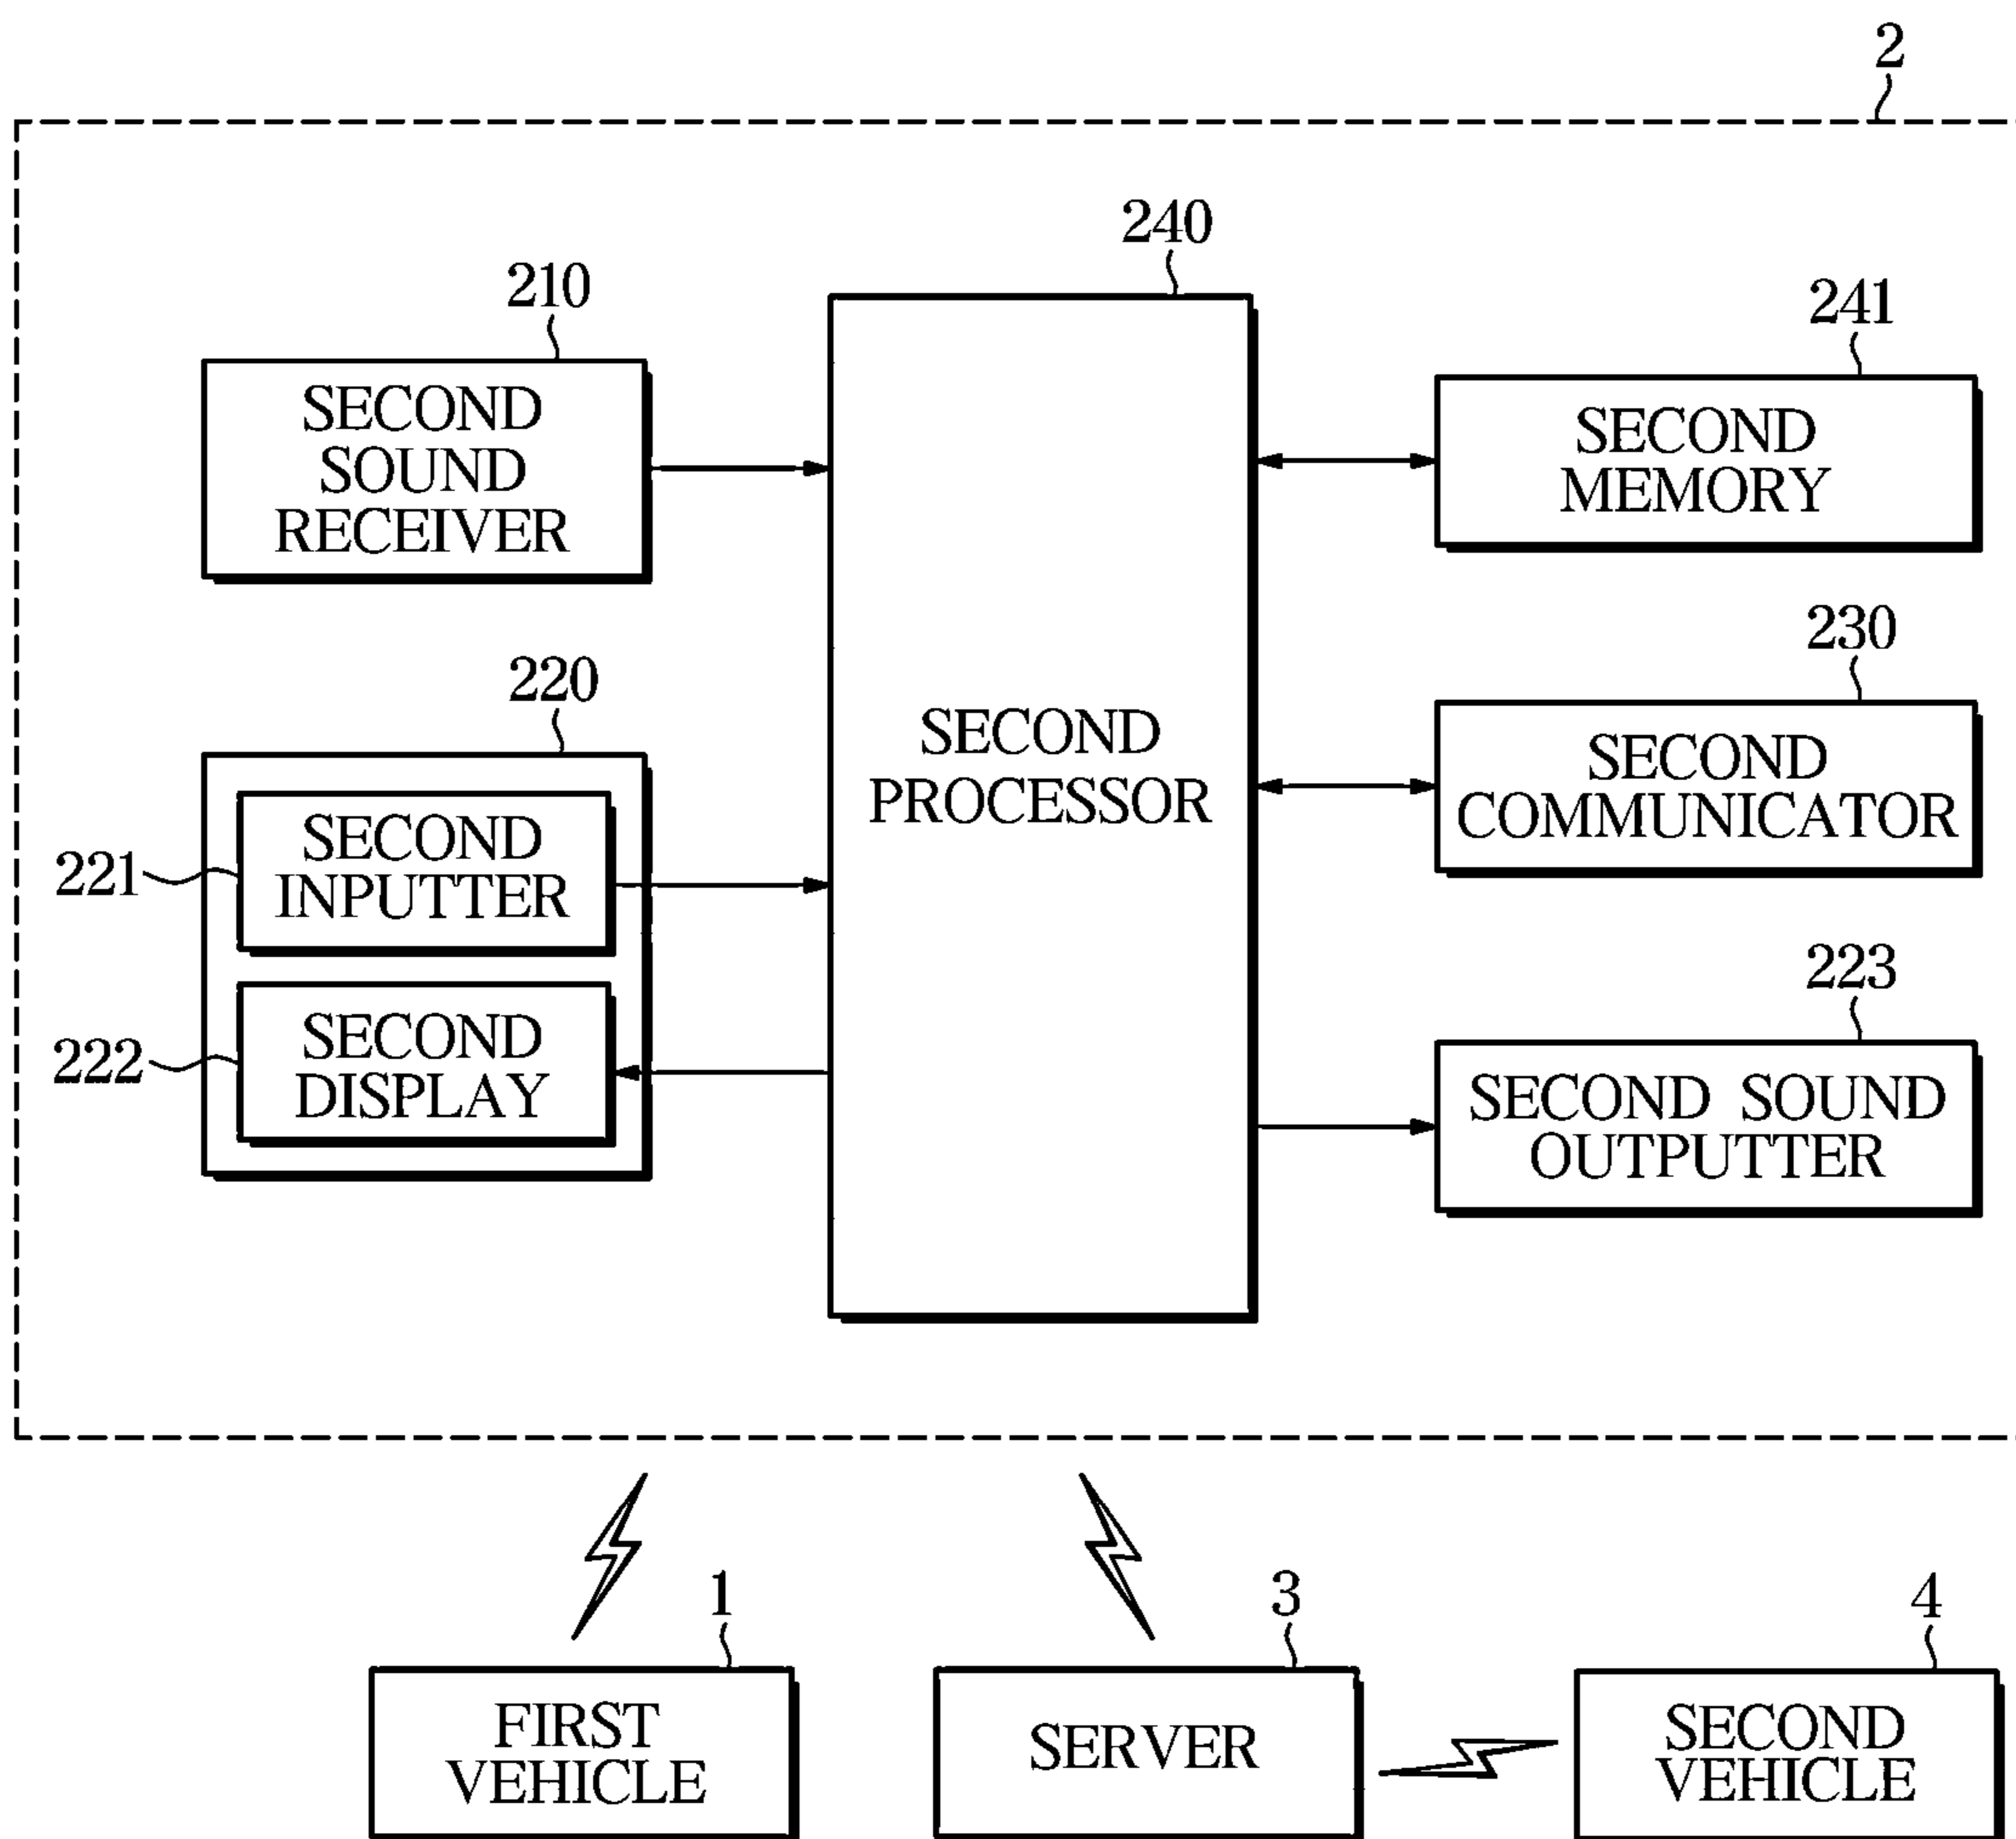 2
240
210
241
SECOND
SOUND
RECEIVER
SECOND
MEMORY
230
220
SECOND
PROCESSOR
SECOND
COMMUNICATOR
221
SECOND
INPUTTER
223
222
SECOND
DISPLAY
SECOND SOUND
OUTPUTTER
1
3
4
FIRST
VEHICLE
SERVER
SECOND
VEHICLE